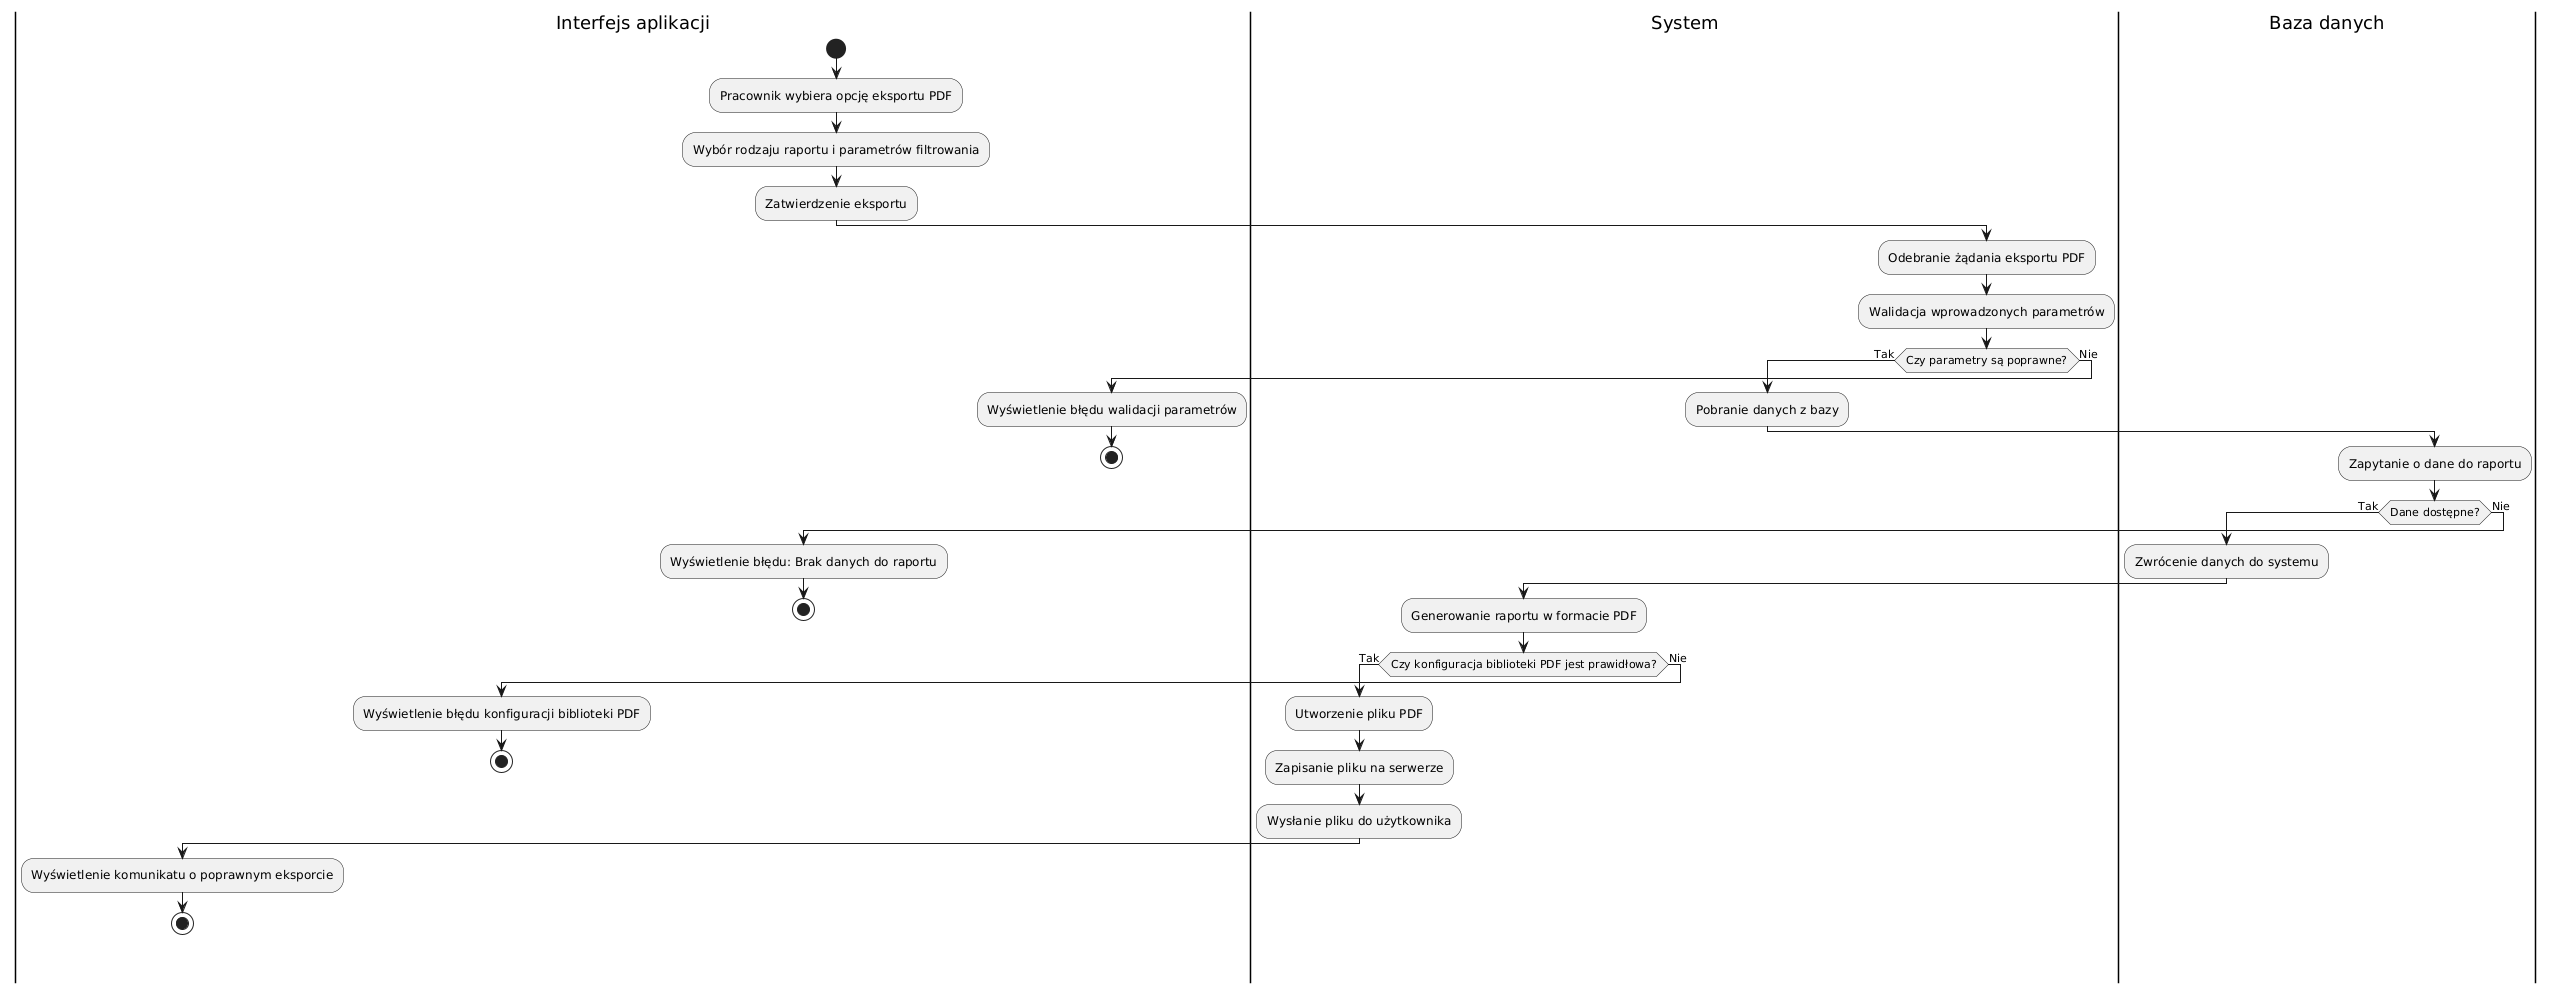 Interfejs aplikacji
System
Baza danych
Pracownik wybiera opcję eksportu PDF
Wybór rodzaju raportu i parametrów filtrowania
Zatwierdzenie eksportu
Odebranie żądania eksportu PDF
Walidacja wprowadzonych parametrów
Tak
Czy parametry są poprawne?
Nie
Wyświetlenie błędu walidacji parametrów
Pobranie danych z bazy
Zapytanie o dane do raportu
Tak
Dane dostępne?
Nie
Wyświetlenie błędu: Brak danych do raportu
Zwrócenie danych do systemu
Generowanie raportu w formacie PDF
Tak
Czy konfiguracja biblioteki PDF jest prawidłowa?
Nie
Wyświetlenie błędu konfiguracji biblioteki PDF
Utworzenie pliku PDF
Zapisanie pliku na serwerze
Wysłanie pliku do użytkownika
Wyświetlenie komunikatu o poprawnym eksporcie